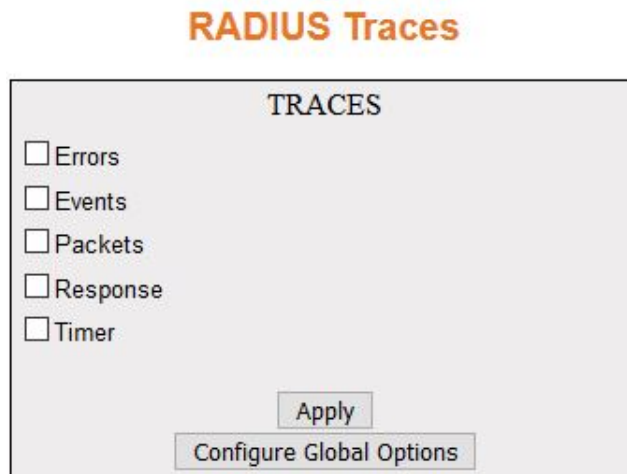 RADIUS Traces
TRACES
Errors
Events
Packets
Response
Timer
Apply
Configure Global Options